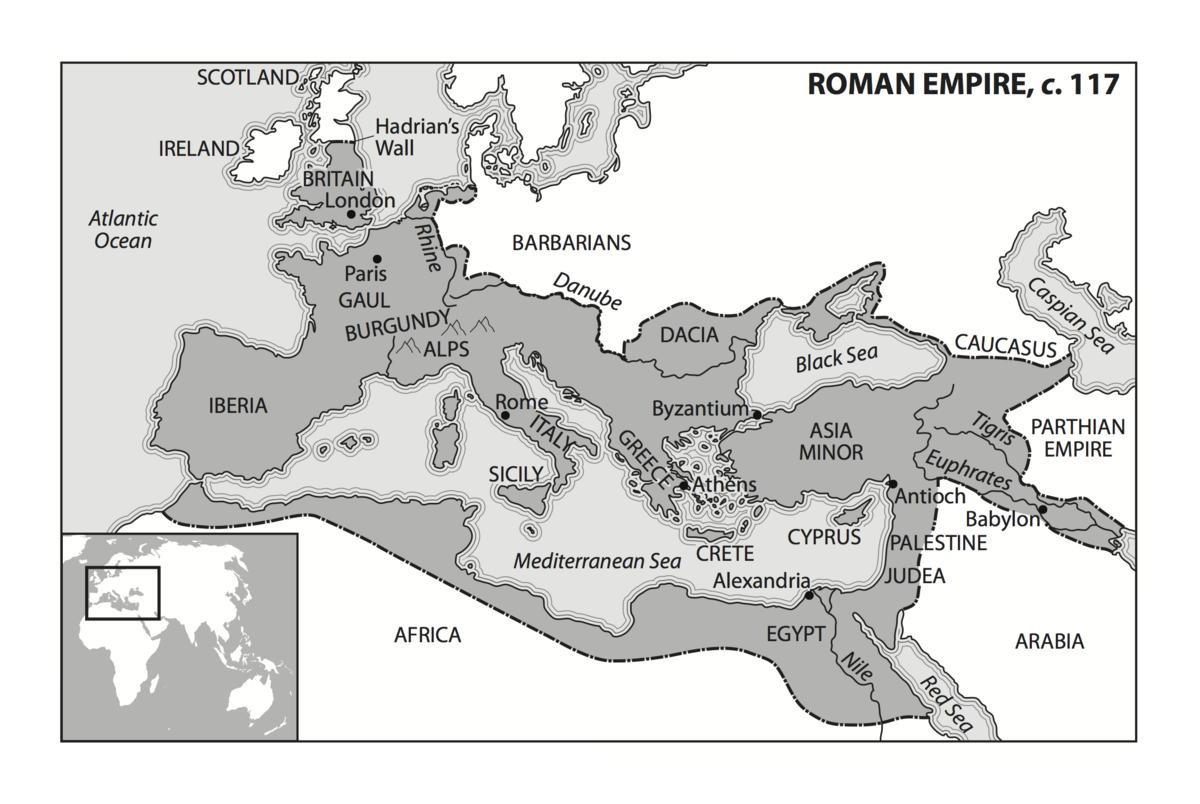 ROMAN EMPIRE, c. 117
SCOTLAND
Hadrian's
Wall
IRELAND
BRITAIN
London
Atlantic
Ocean
Rhine
BARBARIANS
Paris
GAUL
Danube
BURGUNDY
ALPS
DACIA
Black Sea
CAUCASUS
Caspian Sea
IBERIA
Rome
ITALY
Byzantium
GREECE
ASIA
MINOR
Tigris
PARTHIAN
EMPIRE
SICILY
Athens
Euphrates
Antioch
Babylon
CYPRUS
PALESTINE
CRETE
Mediterranean Sea
Alexandria
JUDEA
AFRICA
EGYPT
Nile
ARABIA
Red Sea